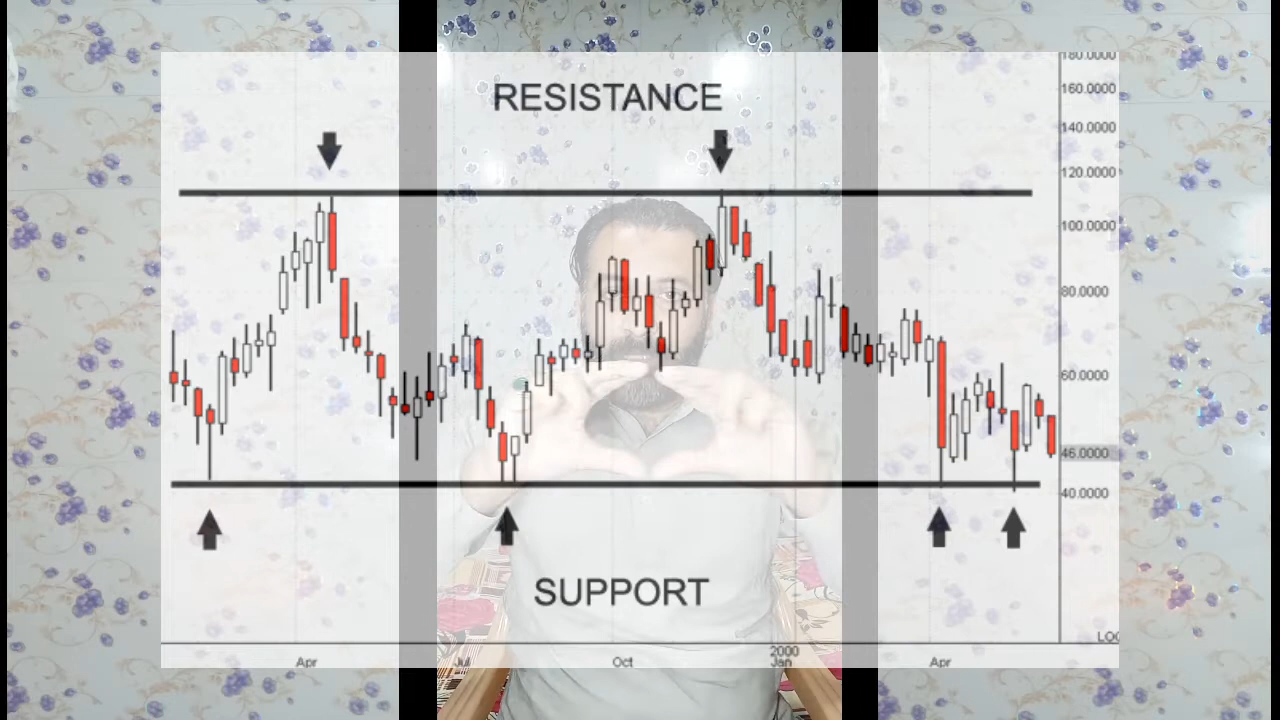 RESISTANCE
180.0000
160.0000
140.0000
120.0000
100.0000
80.0000
60.0000
46.0000
40.0000
SUPPORT
Apr
Jul
Oct
2000
Jan
Apr